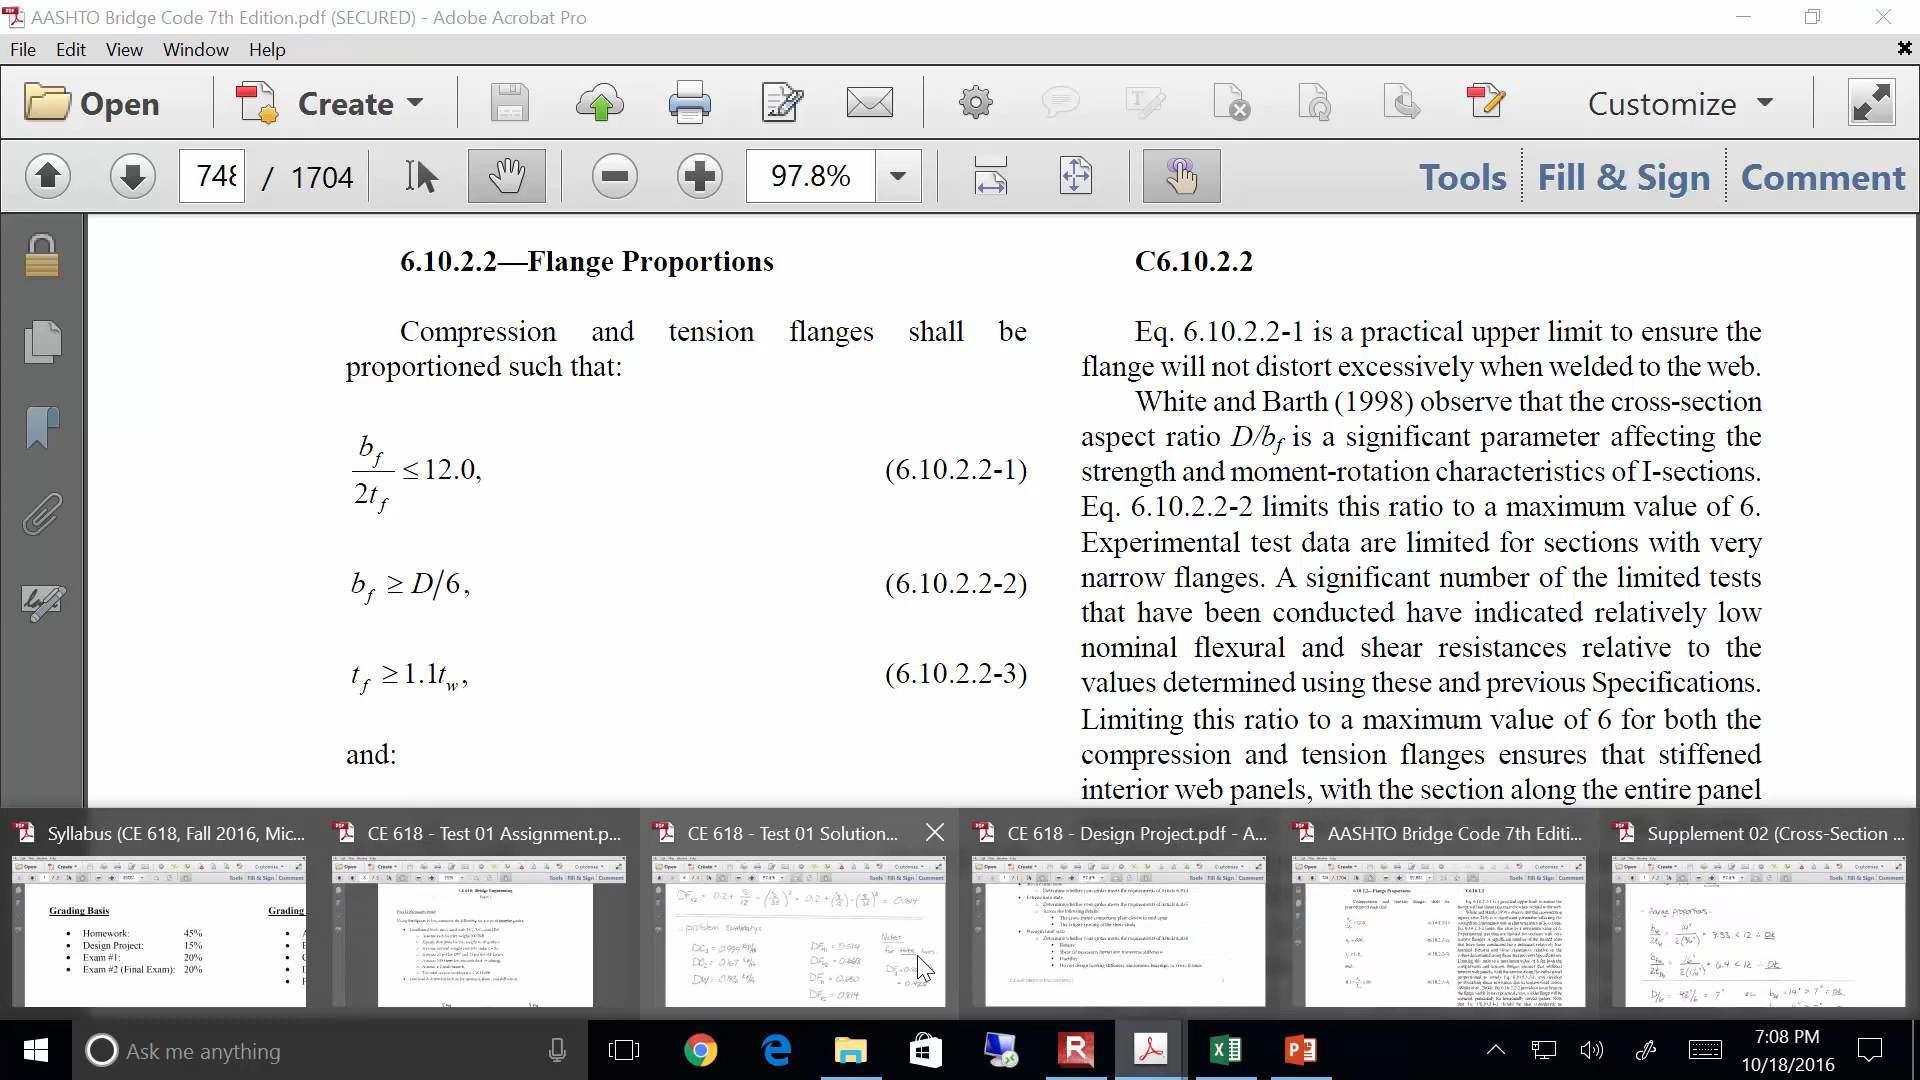 AASHTO Bridge Code 7th Edition.pdf (SECURED) - Adobe Acrobat Pro
File Edit View Window Help
Open Create Customize
748 / 1704 97.8% Tools Fill & Sign Comment
6.10.2.2—Flange Proportions
Compression and tension flanges shall be
proportioned such that:
b_f / 2t_f ≤ 12.0, (6.10.2.2-1)
b_f ≥ D/6, (6.10.2.2-2)
t_f ≥ 1.1t_w, (6.10.2.2-3)
and:
C6.10.2.2
Eq. 6.10.2.2-1 is a practical upper limit to ensure the
flange will not distort excessively when welded to the web.
White and Barth (1998) observe that the cross-section
aspect ratio D/b_f is a significant parameter affecting the
strength and moment-rotation characteristics of I-sections.
Eq. 6.10.2.2-2 limits this ratio to a maximum value of 6.
Experimental test data are limited for sections with very
narrow flanges. A significant number of the limited tests
that have been conducted have indicated relatively low
nominal flexural and shear resistances relative to the
values determined using these and previous Specifications.
Limiting this ratio to a maximum value of 6 for both the
compression and tension flanges ensures that stiffened
interior web panels, with the section along the entire panel
Syllabus (CE 618, Fall 2016, Mic...
CE 618 - Test 01 Assignment.p...
CE 618 - Test 01 Solution...
CE 618 - Design Project.pdf - A...
AASHTO Bridge Code 7th Editi...
Supplement 02 (Cross-Section ...
Grading Basis Grading
Homework: 45%
Design Project: 15%
Exam #1: 20%
Exam #2 (Final Exam): 20%
Ask me anything
7:08 PM
10/18/2016